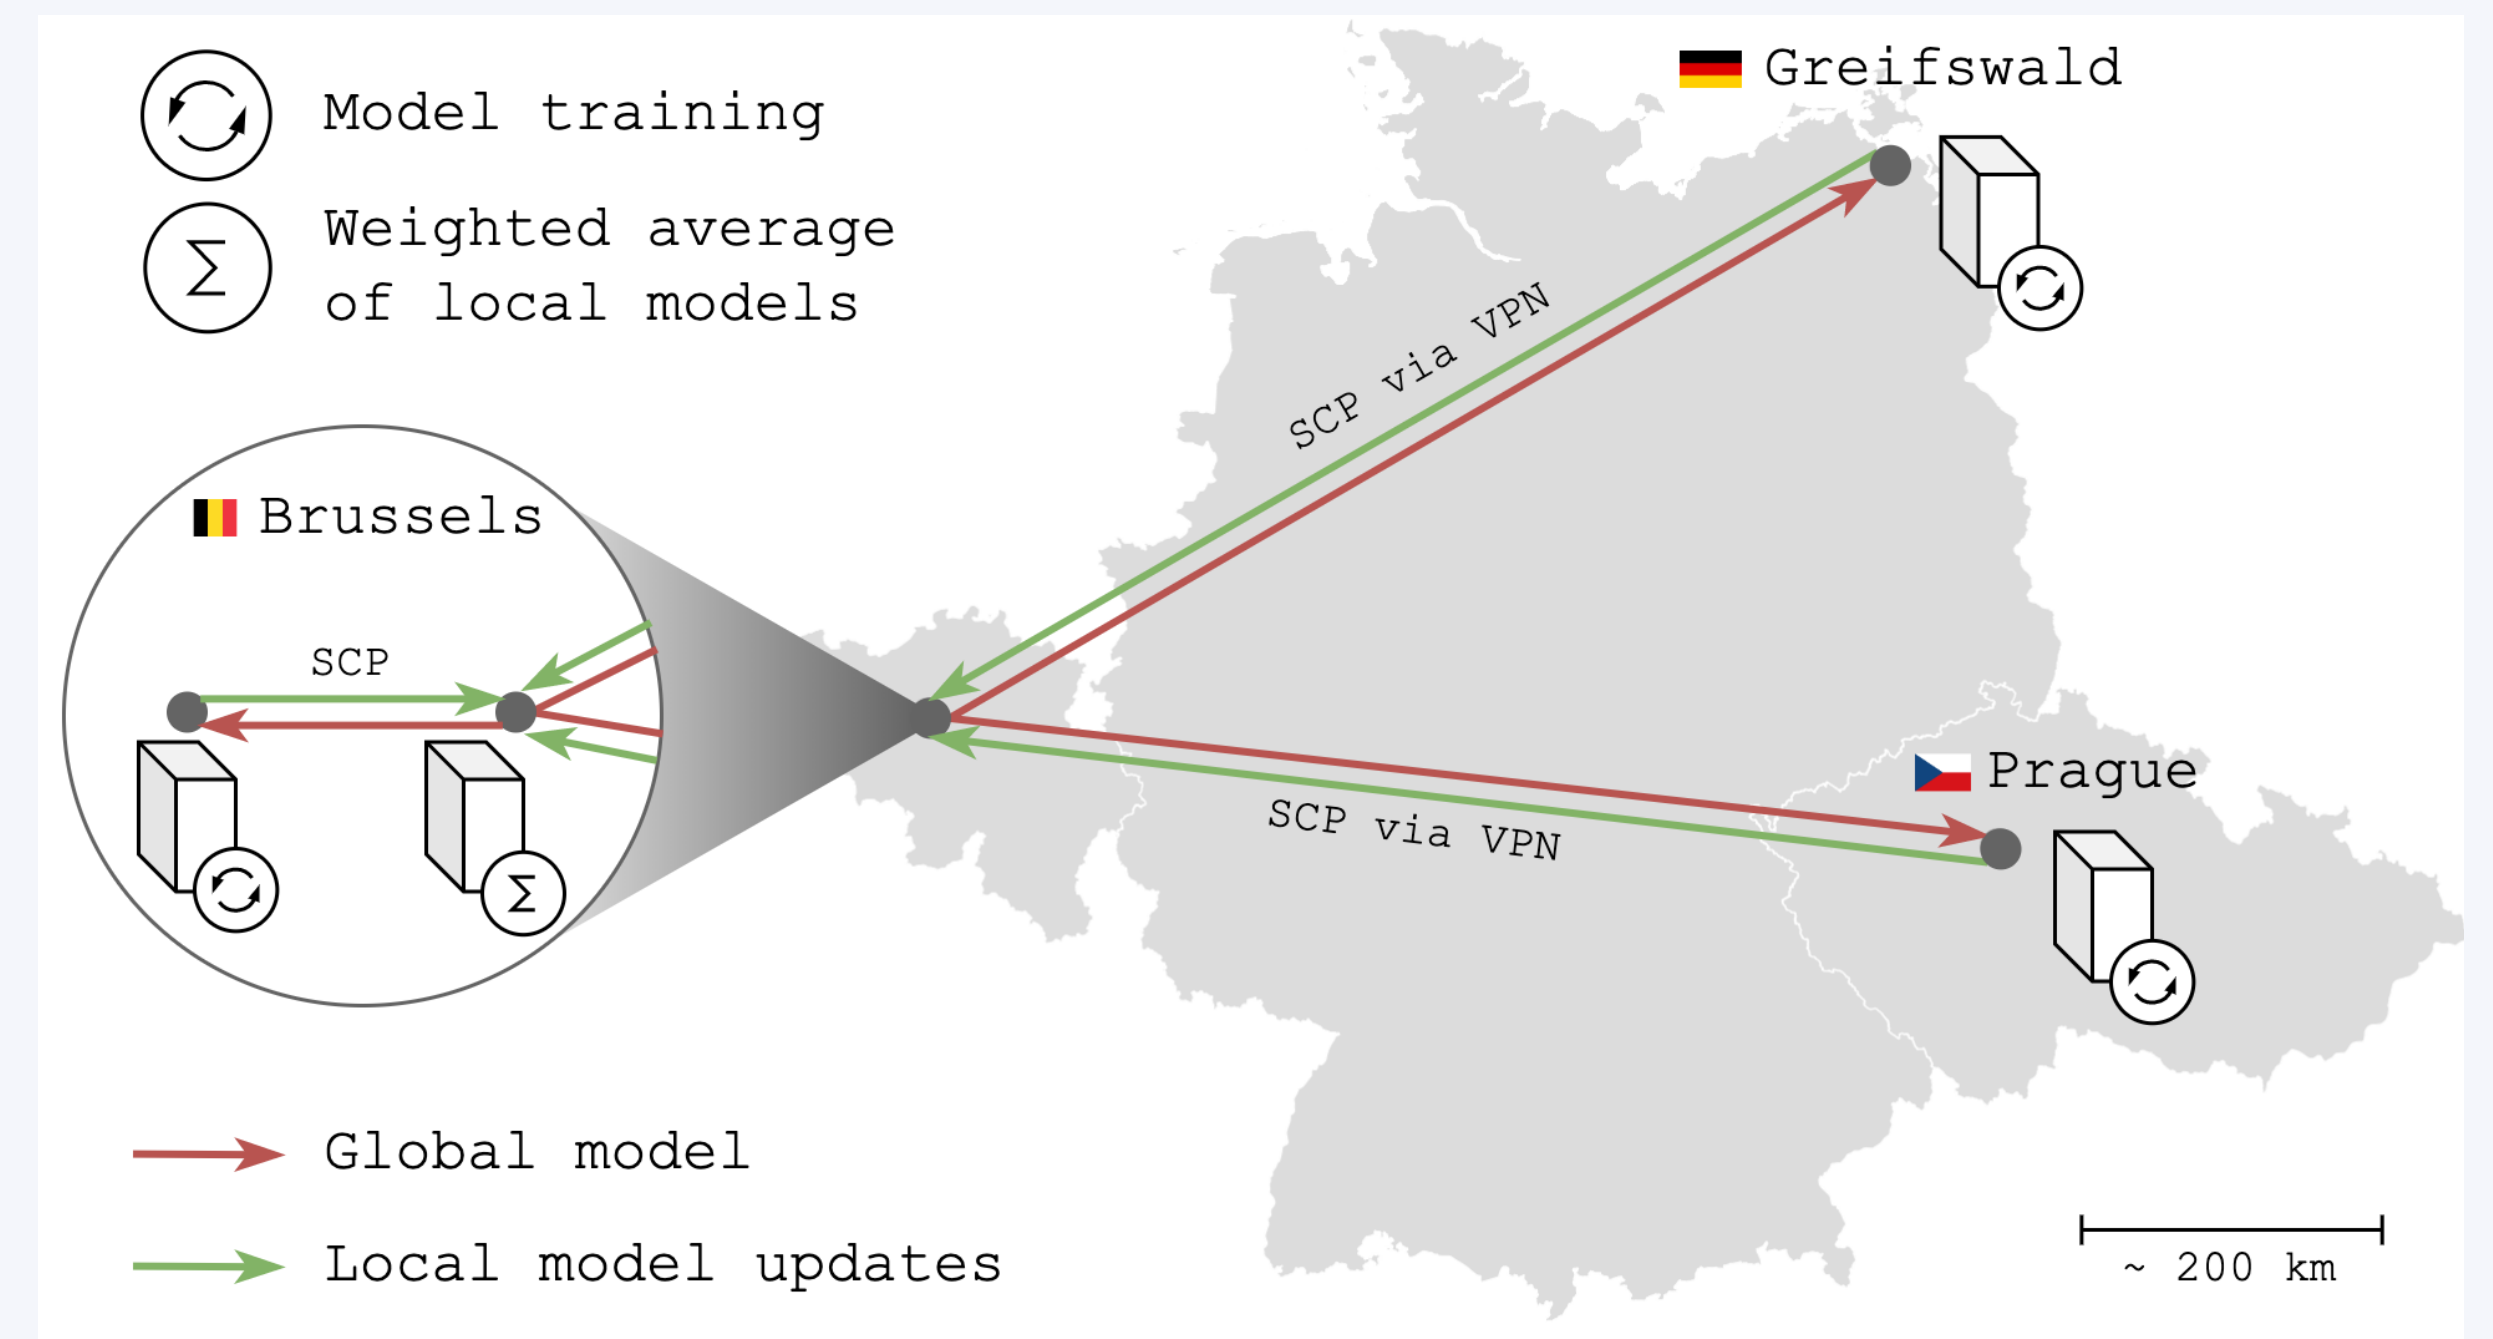 Model training
Weighted average
of local models
Greifswald
SCP via VPN
Brussels
SCP
Σ
Σ
SCP via VPN
Prague
Global model
Local model updates
~ 200 km